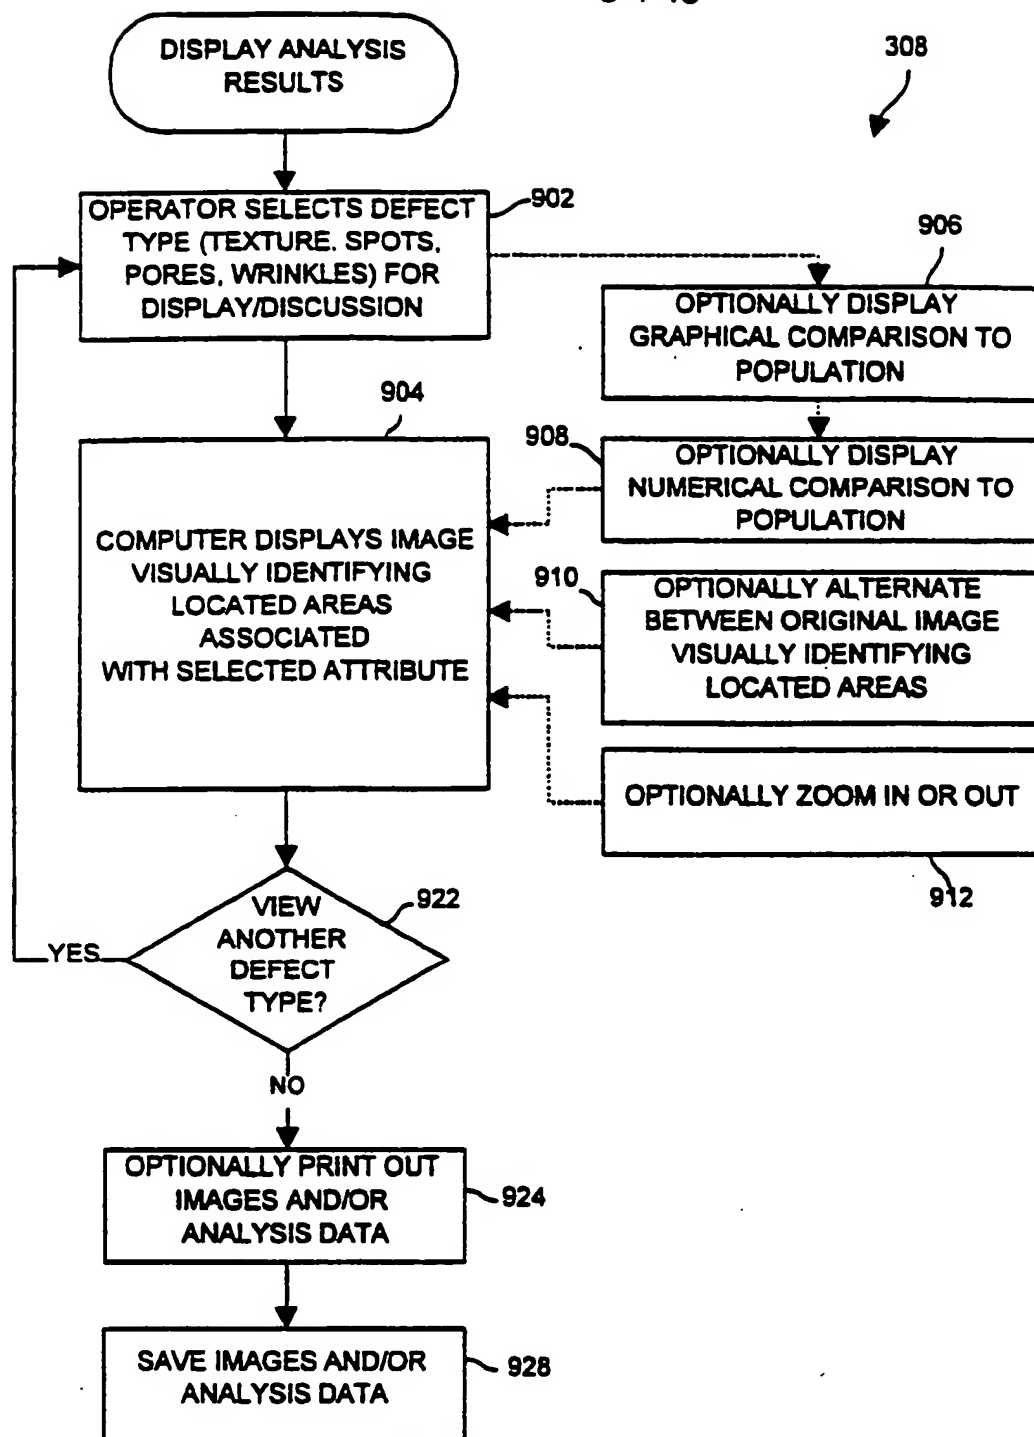 308
DISPLAY ANALYSIS
RESULTS
902
OPERATOR SELECTS DEFECT
TYPE (TEXTURE. SPOTS,
PORES, WRINKLES) FOR
DISPLAY/DISCUSSION
906
OPTIONALLY DISPLAY
GRAPHICAL COMPARISON TO
POPULATION
904
COMPUTER DISPLAYS IMAGE
VISUALLY IDENTIFYING
LOCATED AREAS
ASSOCIATED
WITH SELECTED ATTRIBUTE
908
OPTIONALLY DISPLAY
NUMERICAL COMPARISON TO
POPULATION
910
OPTIONALLY ALTERNATE
BETWEEN ORIGINAL IMAGE
VISUALLY IDENTIFYING
LOCATED AREAS
OPTIONALLY ZOOM IN OR OUT
912
922
VIEW
ANOTHER
DEFECT
TYPE?
YES
NO
OPTIONALLY PRINT OUT
IMAGES AND/OR
ANALYSIS DATA
924
SAVE IMAGES AND/OR
ANALYSIS DATA
928